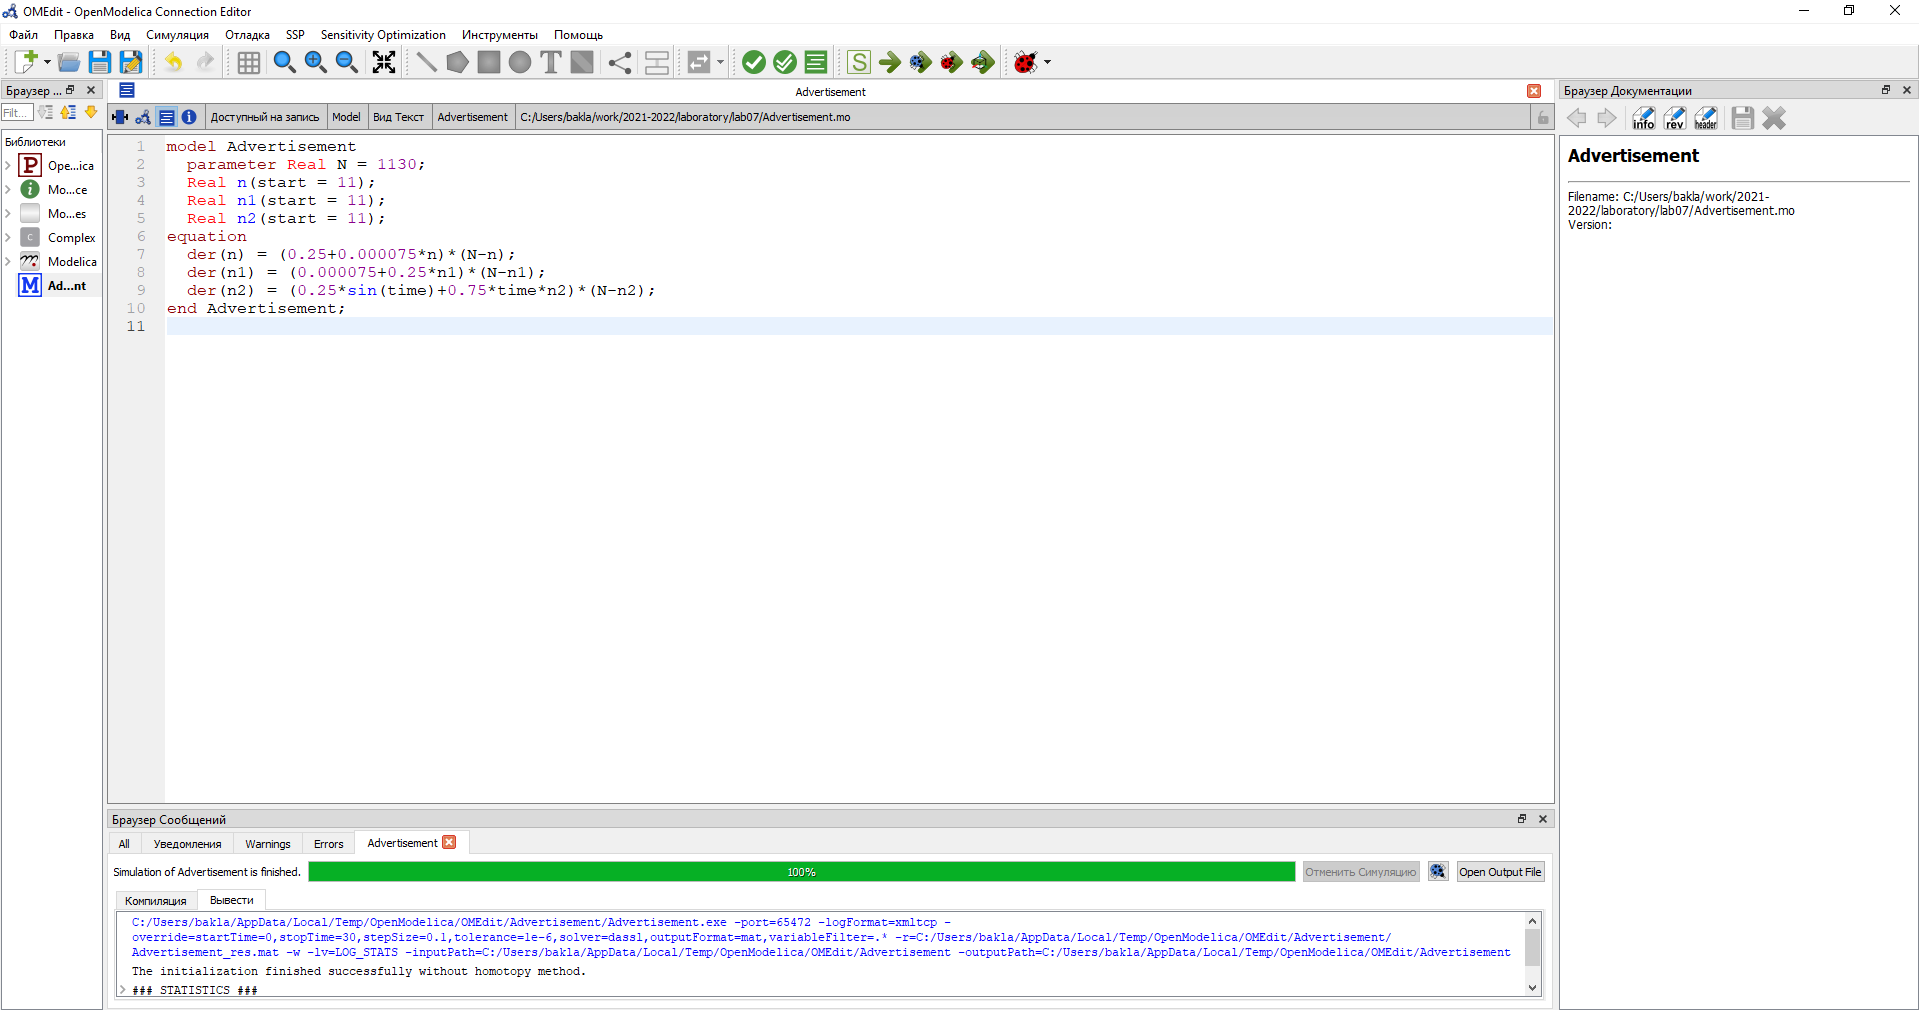 OMEdit - OpenModelica Connection Editor
Файл Правка Вид Симуляция Отладка SSP Sensitivity Optimization Инструменты Помощь
Браузер ...
Filt...
Библиотеки
Ope...ica
Mo...ce
Mo...es
Complex
Modelica
Ad...nt
Advertisement
Доступный на запись Model Вид Текст Advertisement C:/Users/bakla/work/2021-2022/laboratory/lab07/Advertisement.mo
1 model Advertisement
2 parameter Real N = 1130;
3 Real n(start = 11);
4 Real n1(start = 11);
5 Real n2(start = 11);
6 equation
7 der(n) = (0.25+0.000075*n)*(N-n);
8 der(n1) = (0.000075+0.25*n1)*(N-n1);
9 der(n2) = (0.25*sin(time)+0.75*time*n2)*(N-n2);
10 end Advertisement;
11
Браузер Сообщений
All Уведомления Warnings Errors Advertisement
Simulation of Advertisement is finished. 100% Отменить Симуляцию Open Output File
Компиляция Вывести
C:/Users/bakla/AppData/Local/Temp/OpenModelica/OMEdit/Advertisement/Advertisement.exe -port=65472 -logFormat=xmltcp -
override=startTime=0,stopTime=30,stepSize=0.1,tolerance=1e-6,solver=dassl,outputFormat=mat,variableFilter=.* -r=C:/Users/bakla/AppData/Local/Temp/OpenModelica/OMEdit/Advertisement/
Advertisement_res.mat -w -lv=LOG_STATS -inputPath=C:/Users/bakla/AppData/Local/Temp/OpenModelica/OMEdit/Advertisement -outputPath=C:/Users/bakla/AppData/Local/Temp/OpenModelica/OMEdit/Advertisement
The initialization finished successfully without homotopy method.
### STATISTICS ###
Браузер Документации
info rev header
Advertisement
Filename: C:/Users/bakla/work/2021-
2022/laboratory/lab07/Advertisement.mo
Version: